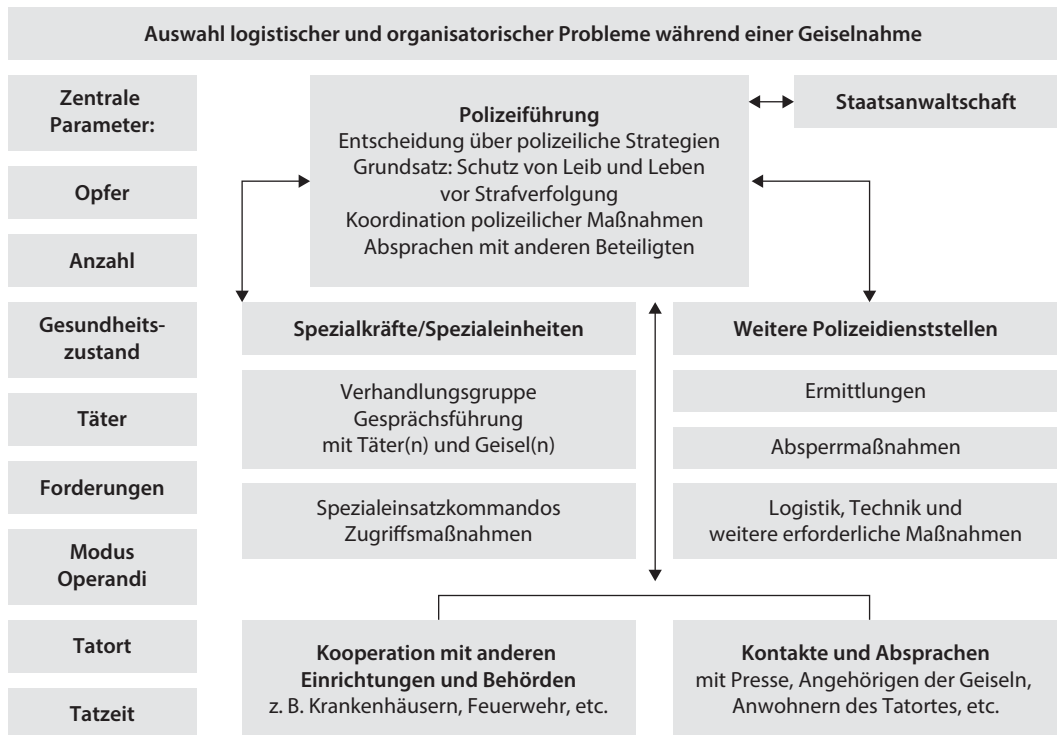 Auswahl logistischer und organisatorischer Probleme während einer Geiselnahme
Zentrale
Parameter:
Opfer
Anzahl
Gesundheits-
zustand
Täter
Forderungen
Modus
Operandi
Tatort
Tatzeit
Polizeiführung
Entscheidung über polizeiliche Strategien
Grundsatz: Schutz von Leib und Leben
vor Strafverfolgung
Koordination polizeilicher Maßnahmen
Absprachen mit anderen Beteiligten
Staatsanwaltschaft
Spezialkräfte/Spezialeinheiten
Verhandlungsgruppe
Gesprächsführung
mit Täter(n) und Geisel(n)
Spezialeinsatzkommandos
Zugriffsmaßnahmen
Weitere Polizeidienststellen
Ermittlungen
Absperrmaßnahmen
Logistik, Technik und
weitere erforderliche Maßnahmen
Kooperation mit anderen
Einrichtungen und Behörden
z. B. Krankenhäusern, Feuerwehr, etc.
Kontakte und Absprachen
mit Presse, Angehörigen der Geiseln,
Anwohnern des Tatortes, etc.